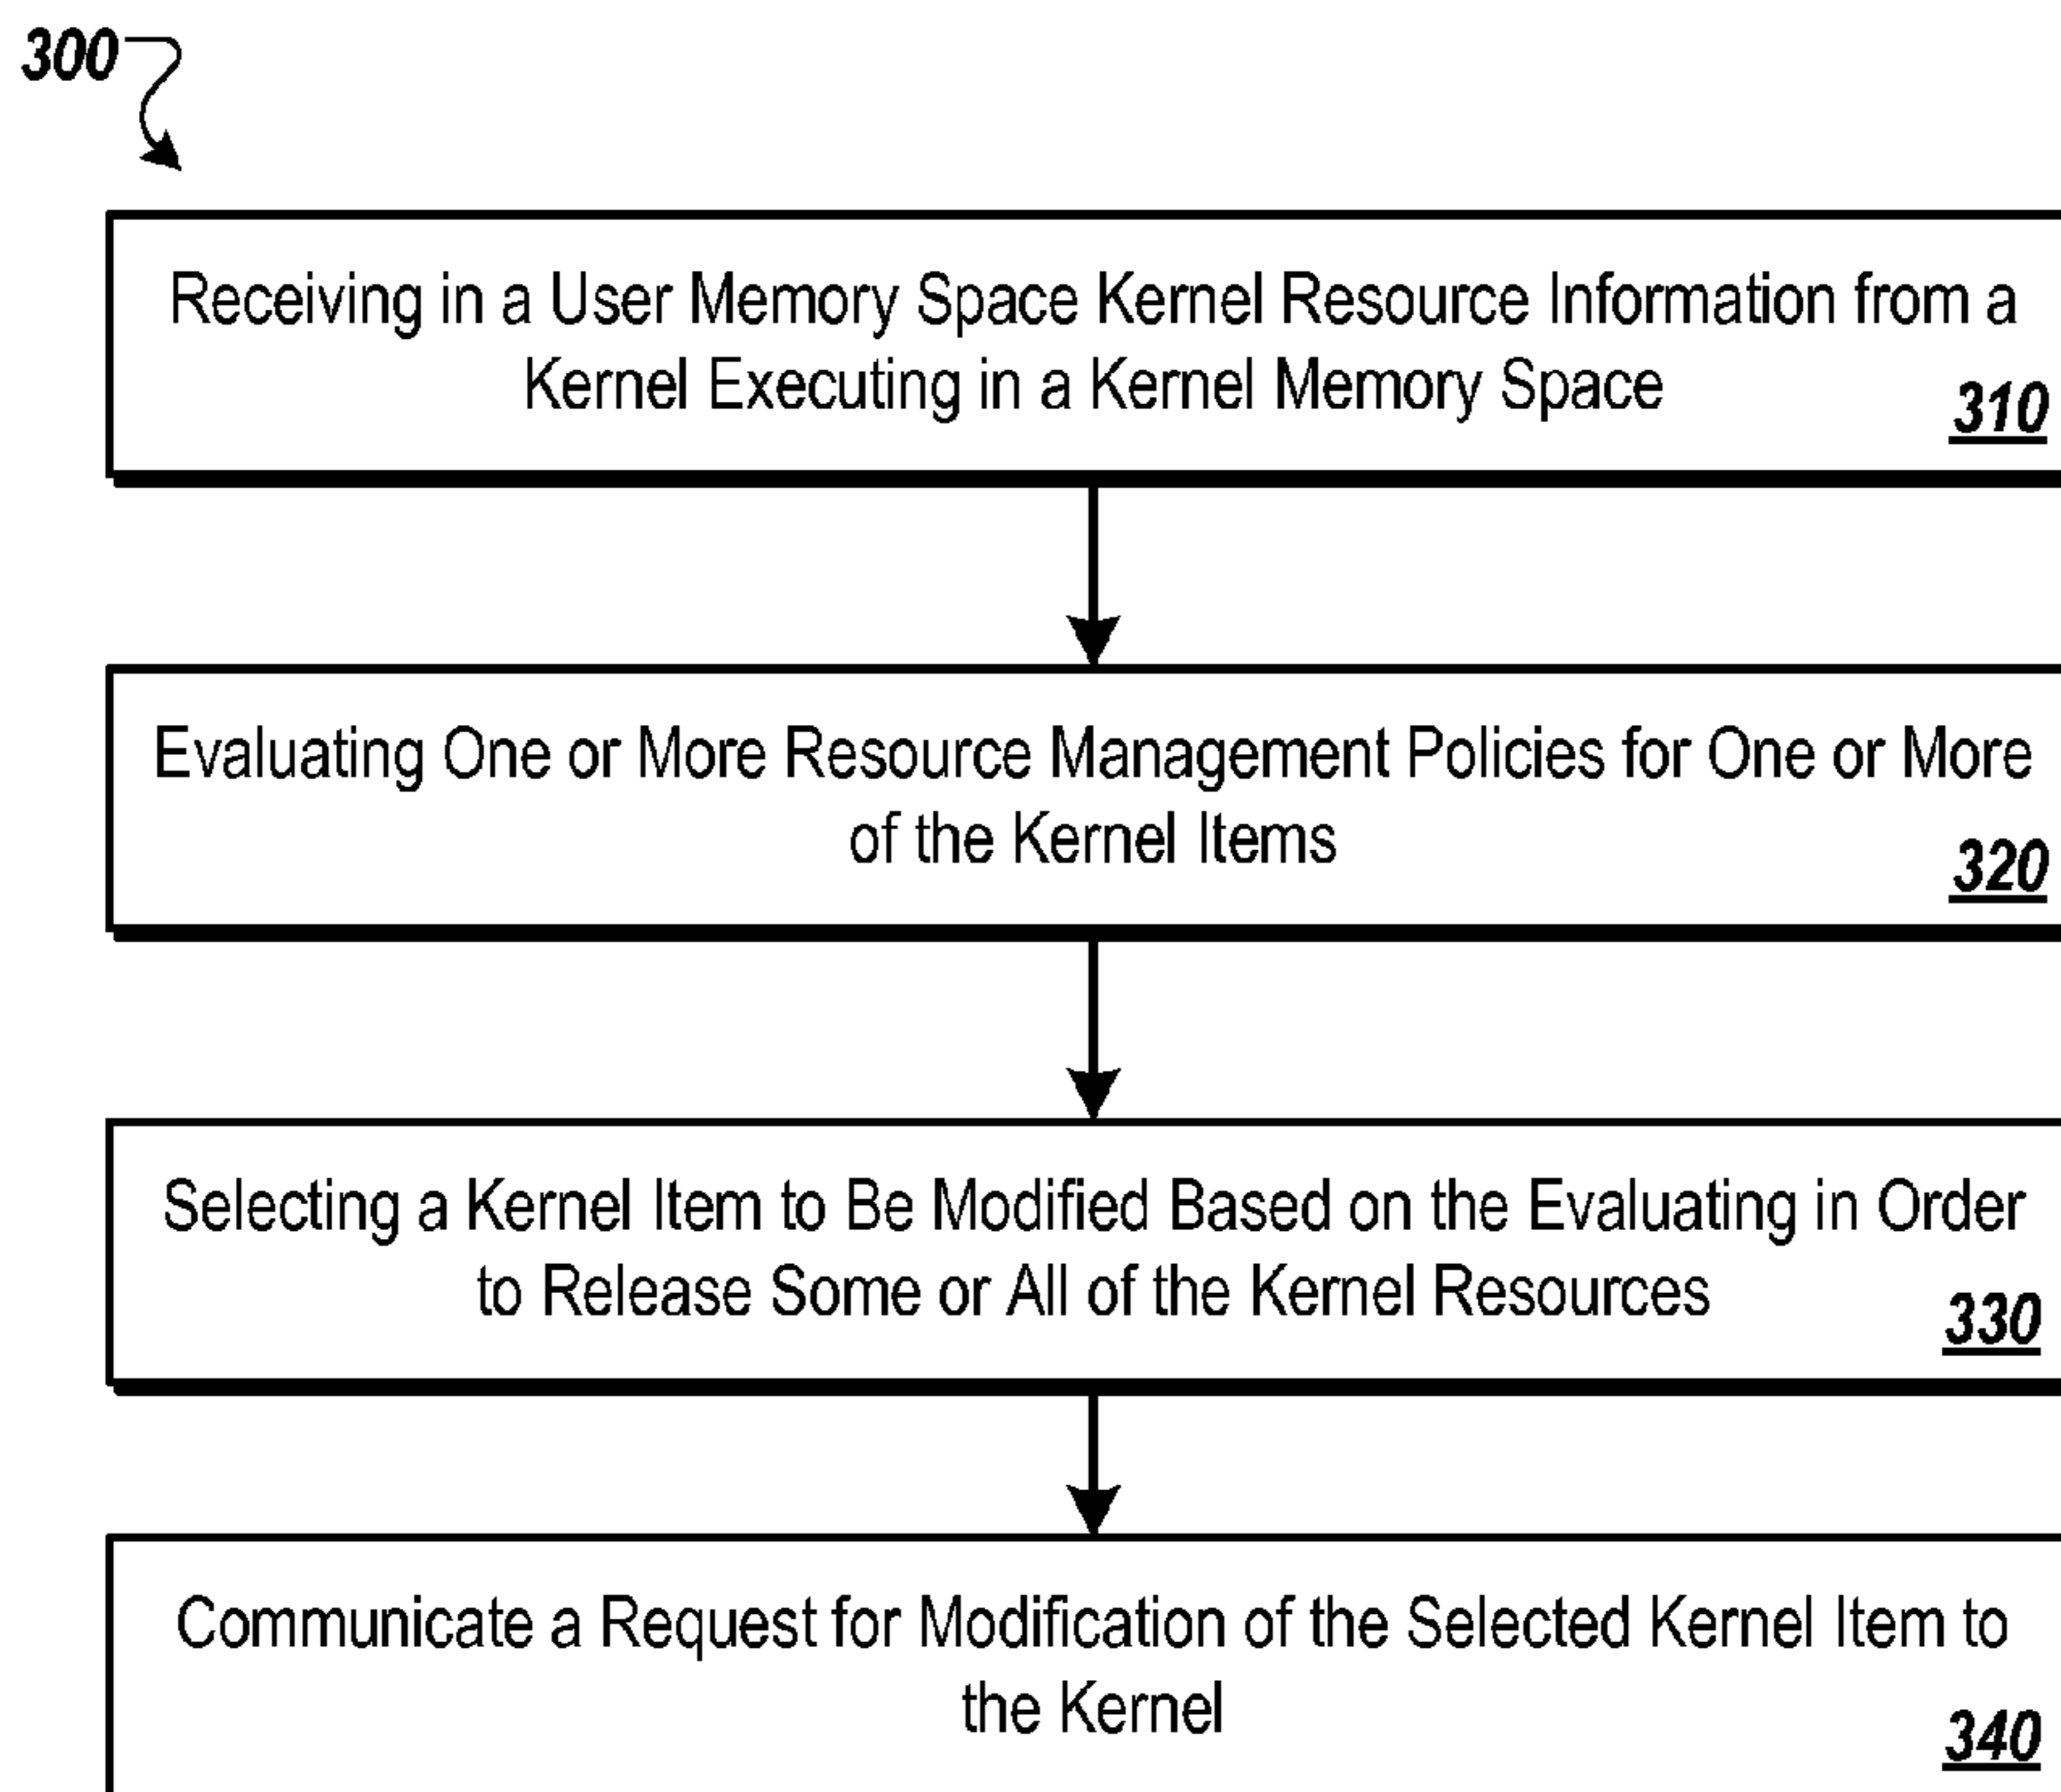 300
Receiving in a User Memory Space Kernel Resource Information from a
Kernel Executing in a Kernel Memory Space
310
Evaluating One or More Resource Management Policies for One or More
of the Kernel Items
320
Selecting a Kernel Item to Be Modified Based on the Evaluating in Order
to Release Some or All of the Kernel Resources
330
Communicate a Request for Modification of the Selected Kernel Item to
the Kernel
340